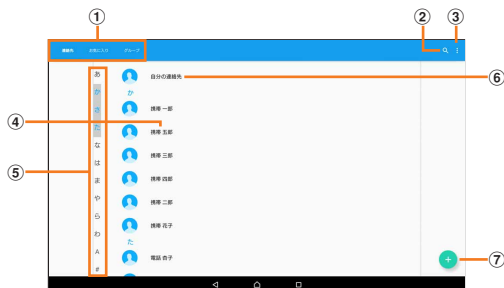 ①
②
③
連絡先 お気に入り グループ
あ
自分の連絡先
⑥
か
か
さ
携帯 一郎
④
た
携帯 五郎
な
⑤
は
携帯 三郎
ま
携帯 四郎
や
携帯 二郎
ら
携帯 花子
わ
た
A
電話 杏子
+
⑦
#